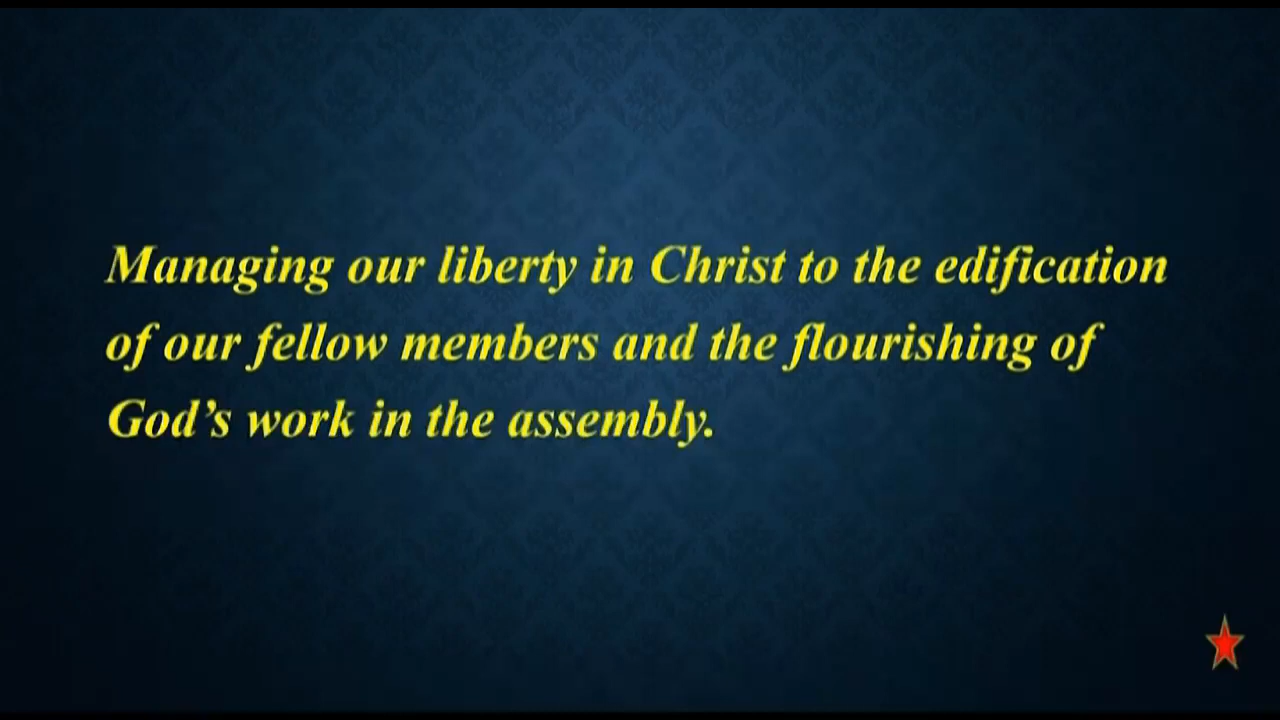 Managing our liberty in Christ to the edification
of our fellow members and the flourishing of
God’s work in the assembly.